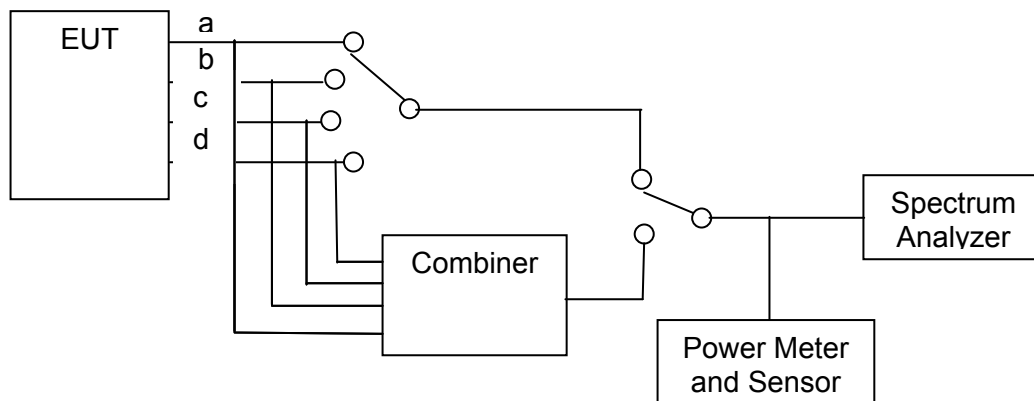 EUT
a
b
c
d
Combiner
Spectrum
Analyzer
Power Meter
and Sensor